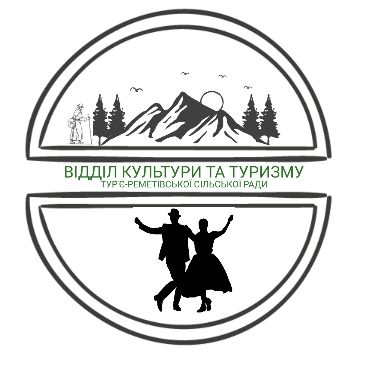 ВІДДІЛ КУЛЬТУРИ ТА ТУРИЗМУ
ТУР'Є-РЕМЕТІВСЬКОЇ СІЛЬСЬКОЇ РАДИ